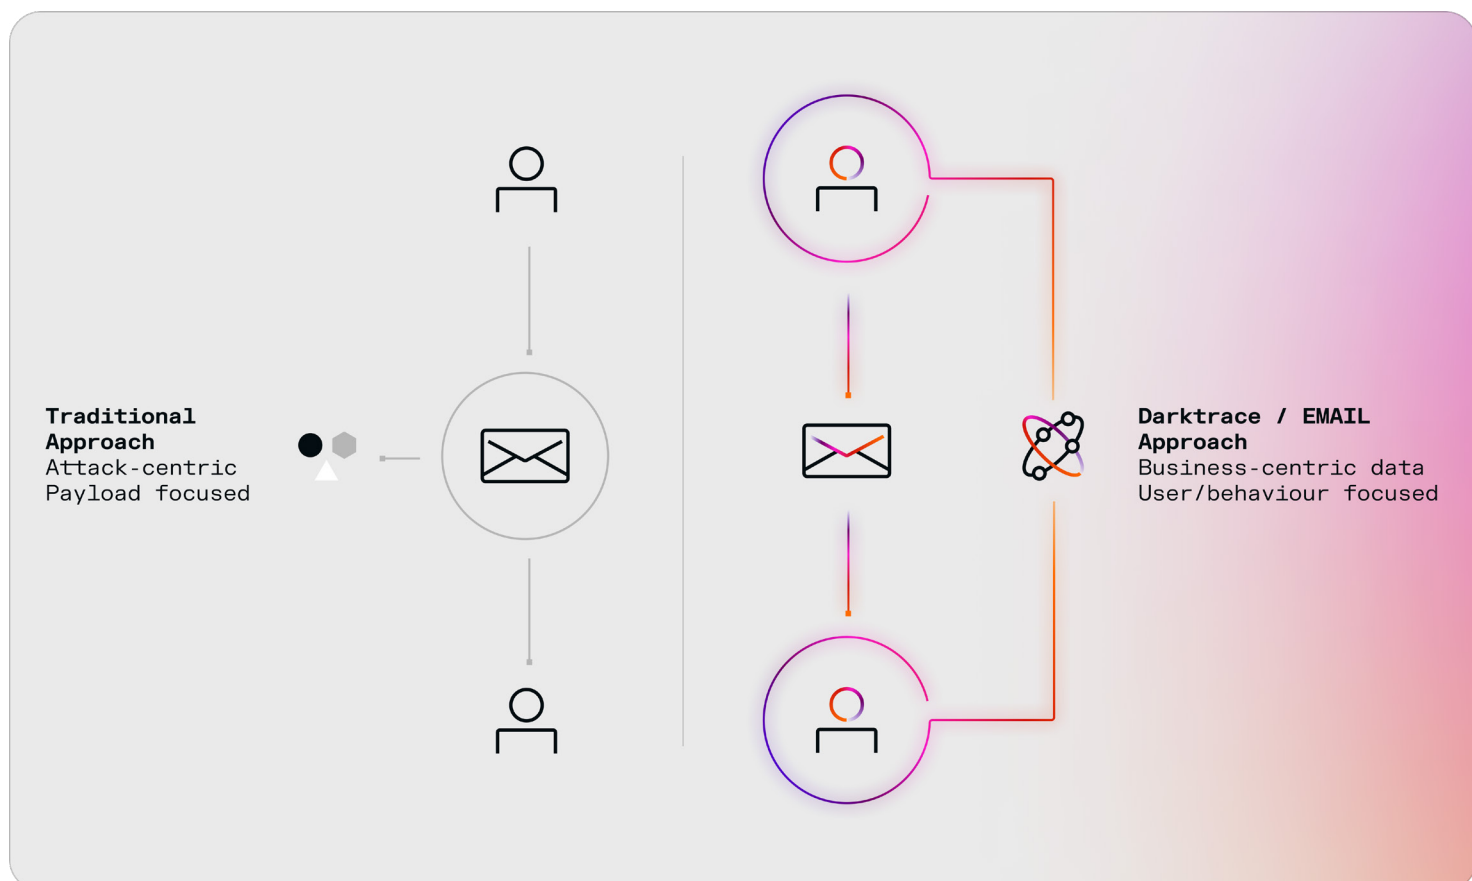 Traditional
Approach
Attack-centric
Payload focused
Darktrace / EMAIL
Approach
Business-centric data
User/behaviour focused